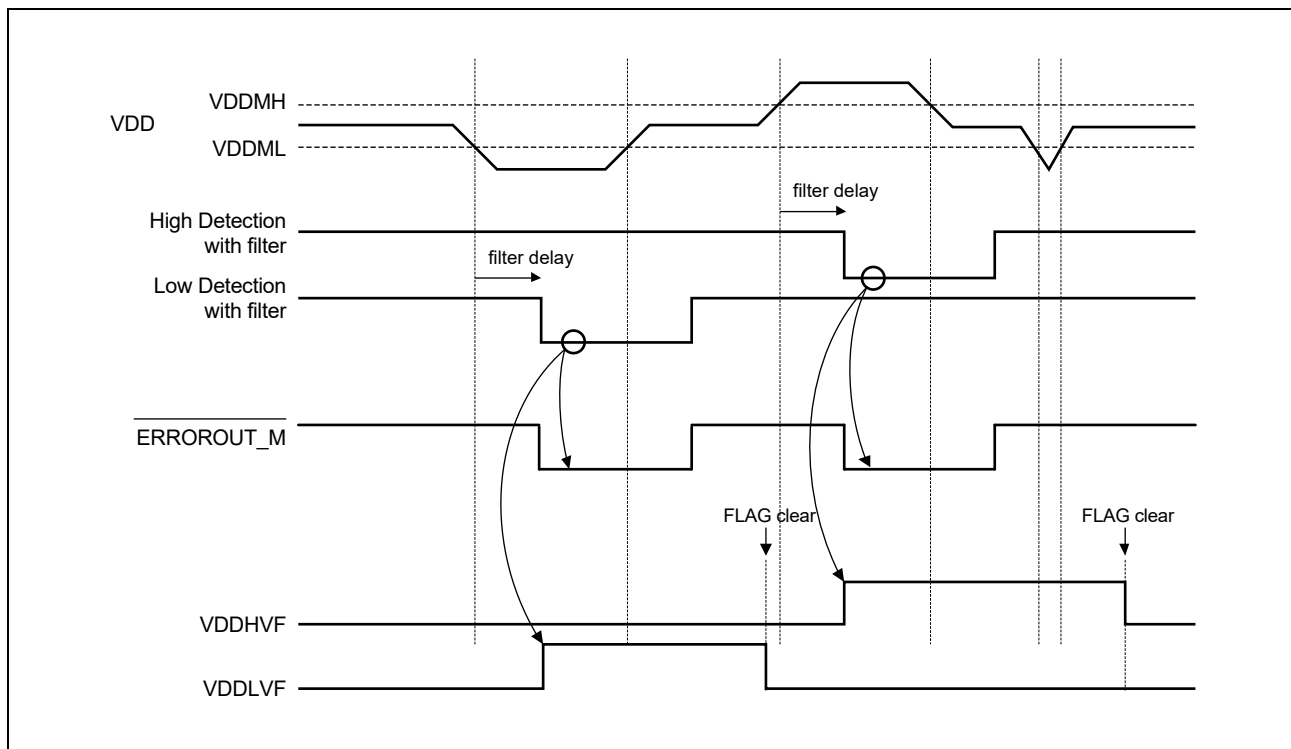 VDDMH
VDD
VDDML
filter delay
High Detection
with filter
filter delay
Low Detection
with filter
ERROROUT_M
FLAG clear
FLAG clear
VDDHVF
VDDLVF